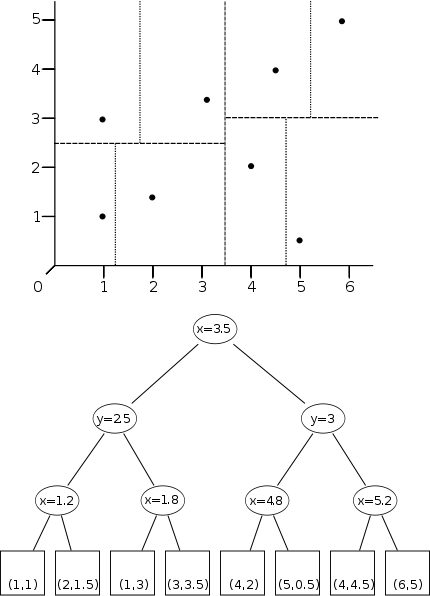 5
4
3
2
1
0 1 2 3 4 5 6
x=3.5
y=2.5 y=3
x=1.2 x=1.8 x=4.8 x=5.2
(1,1) (2,1.5) (1,3) (3,3.5) (4,2) (5,0.5) (4,4.5) (6,5)